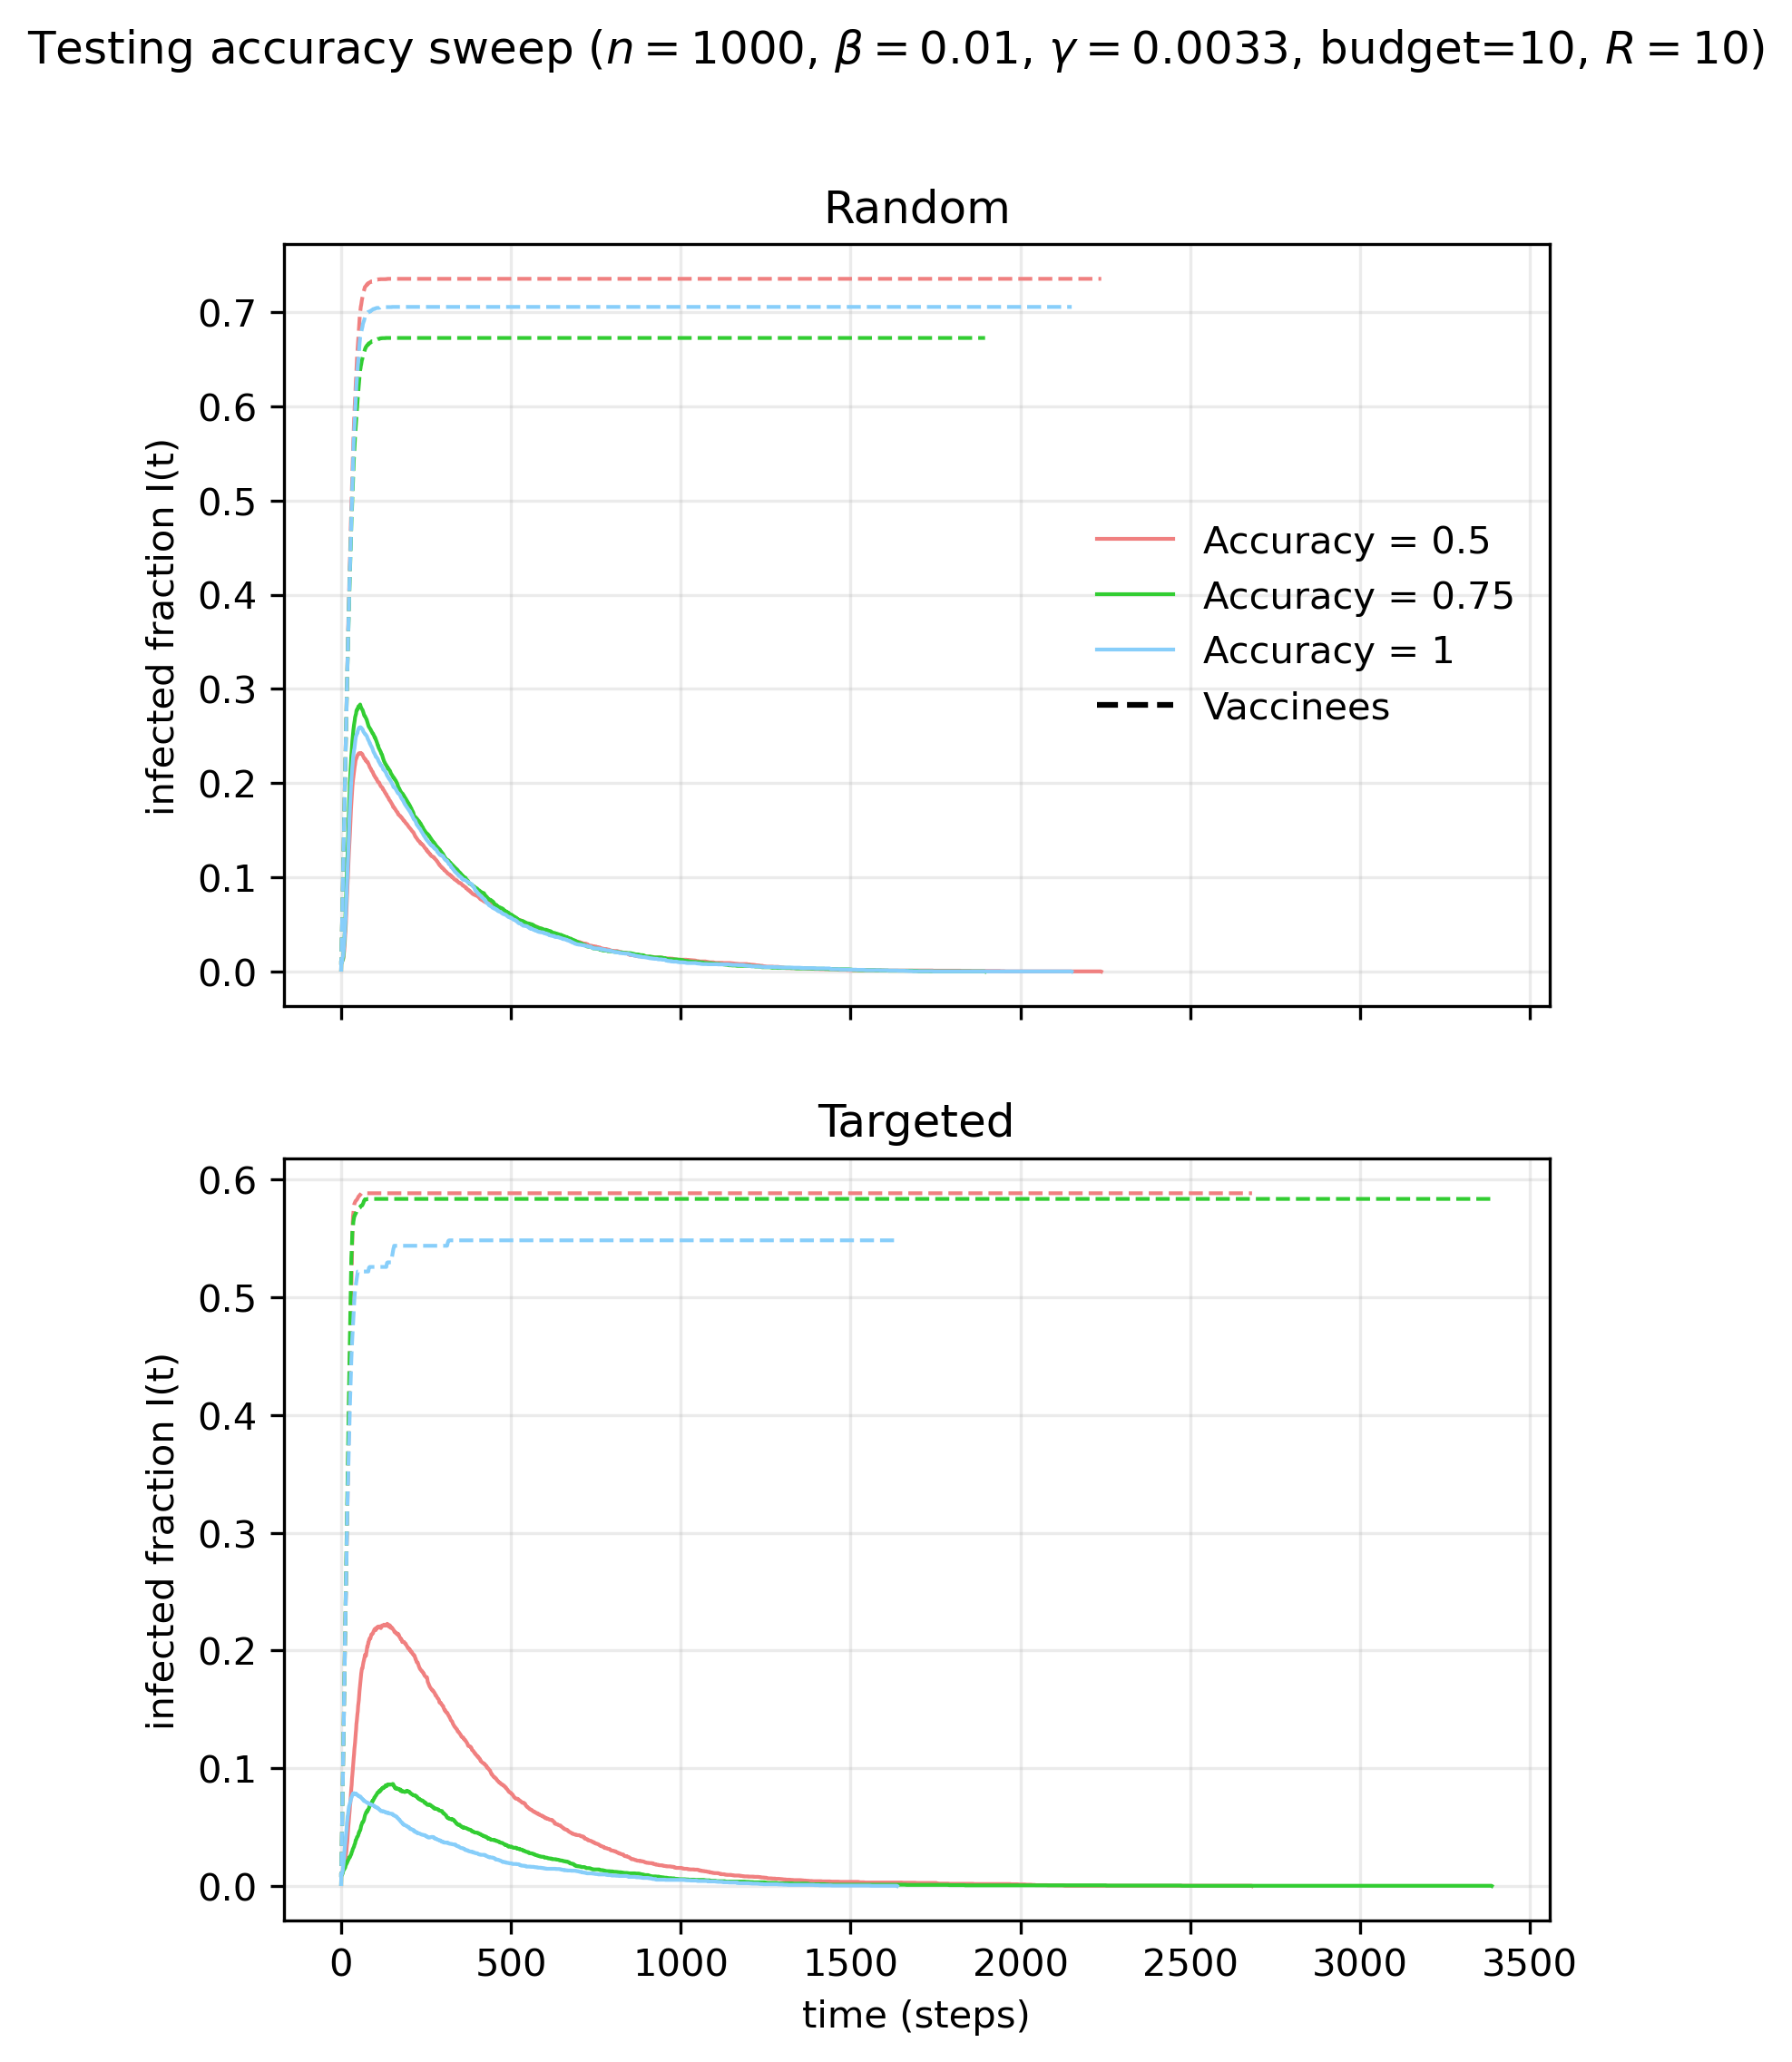 Testing accuracy sweep (n = 1000, β = 0.01, γ = 0.0033, budget=10, R = 10)
Random
0.7
0.6
0.5
0.4
0.3
0.2
0.1
0.0
infected fraction I(t)
Accuracy = 0.5
Accuracy = 0.75
Accuracy = 1
Vaccinees
Targeted
0.6
0.5
0.4
0.3
0.2
0.1
0.0
infected fraction I(t)
0 500 1000 1500 2000 2500 3000 3500
time (steps)